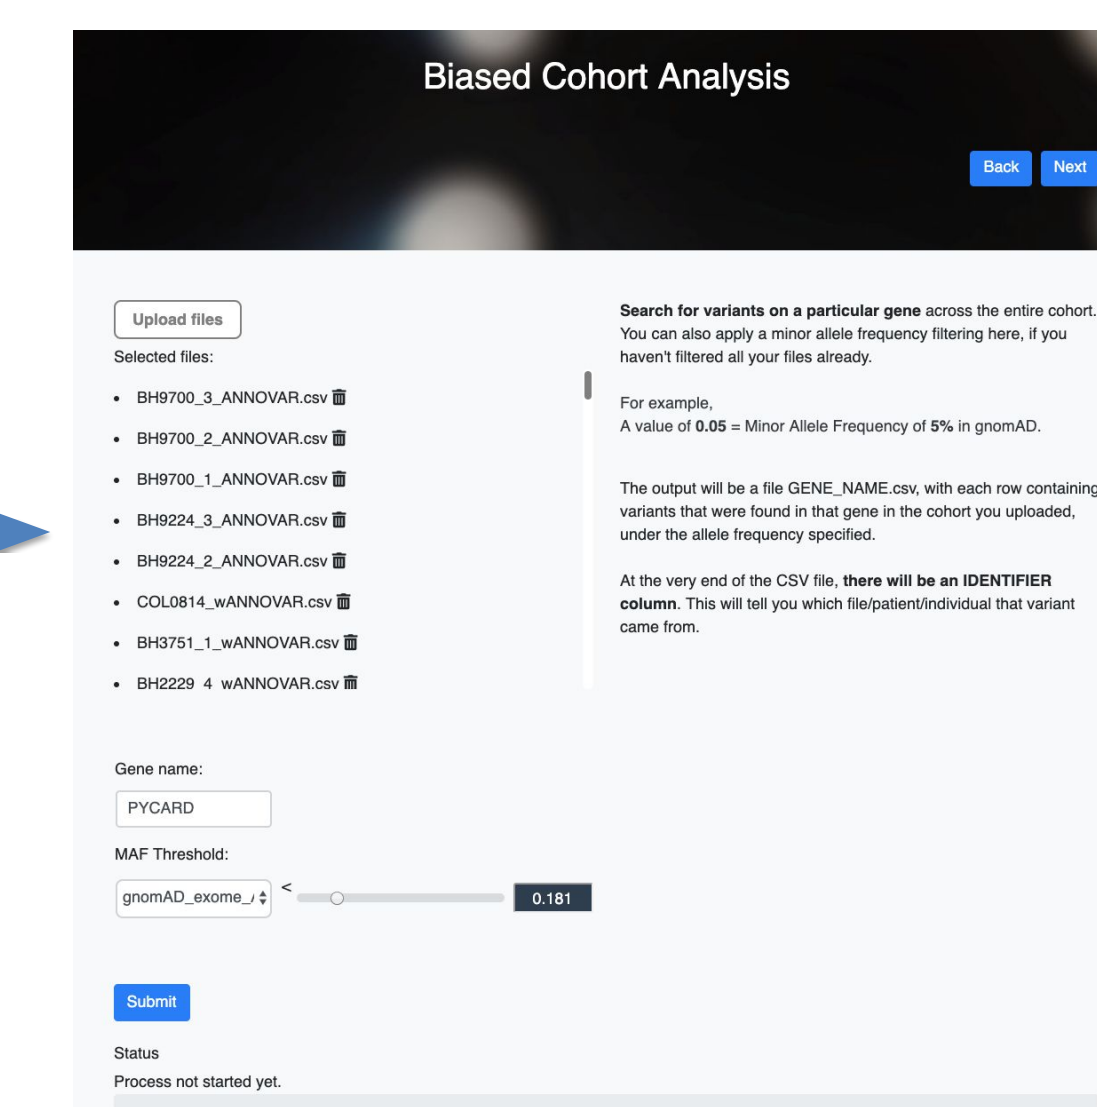 Biased Cohort Analysis
Back Next
Upload files
Selected files:
• BH9700_3_ANNOVAR.csv
• BH9700_2_ANNOVAR.csv
• BH9700_1_ANNOVAR.csv
• BH9224_3_ANNOVAR.csv
• BH9224_2_ANNOVAR.csv
• COL0814_wANNOVAR.csv
• BH3751_1_wANNOVAR.csv
• BH2229_4_wANNOVAR.csv
Search for variants on a particular gene across the entire cohort.
You can also apply a minor allele frequency filtering here, if you
haven't filtered all your files already.
For example,
A value of 0.05 = Minor Allele Frequency of 5% in gnomAD.
The output will be a file GENE_NAME.csv, with each row containing
variants that were found in that gene in the cohort you uploaded,
under the allele frequency specified.
At the very end of the CSV file, there will be an IDENTIFIER
column. This will tell you which file/patient/individual that variant
came from.
Gene name:
PYCARD
MAF Threshold:
gnomAD_exome_ < 0.181
Submit
Status
Process not started yet.